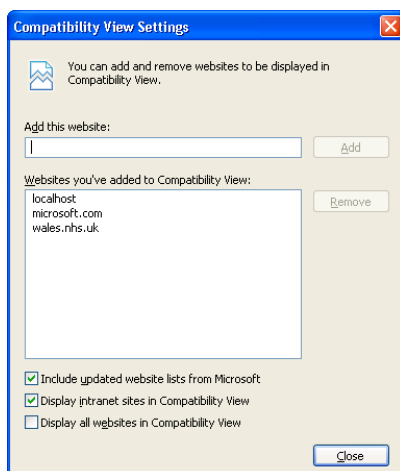 Compatibility View Settings
You can add and remove websites to be displayed in
Compatibility View.
Add this website:
Add
Websites you've added to Compatibility View:
localhost
microsoft.com
wales.nhs.uk
Remove
Include updated website lists from Microsoft
Display intranet sites in Compatibility View
Display all websites in Compatibility View
Close